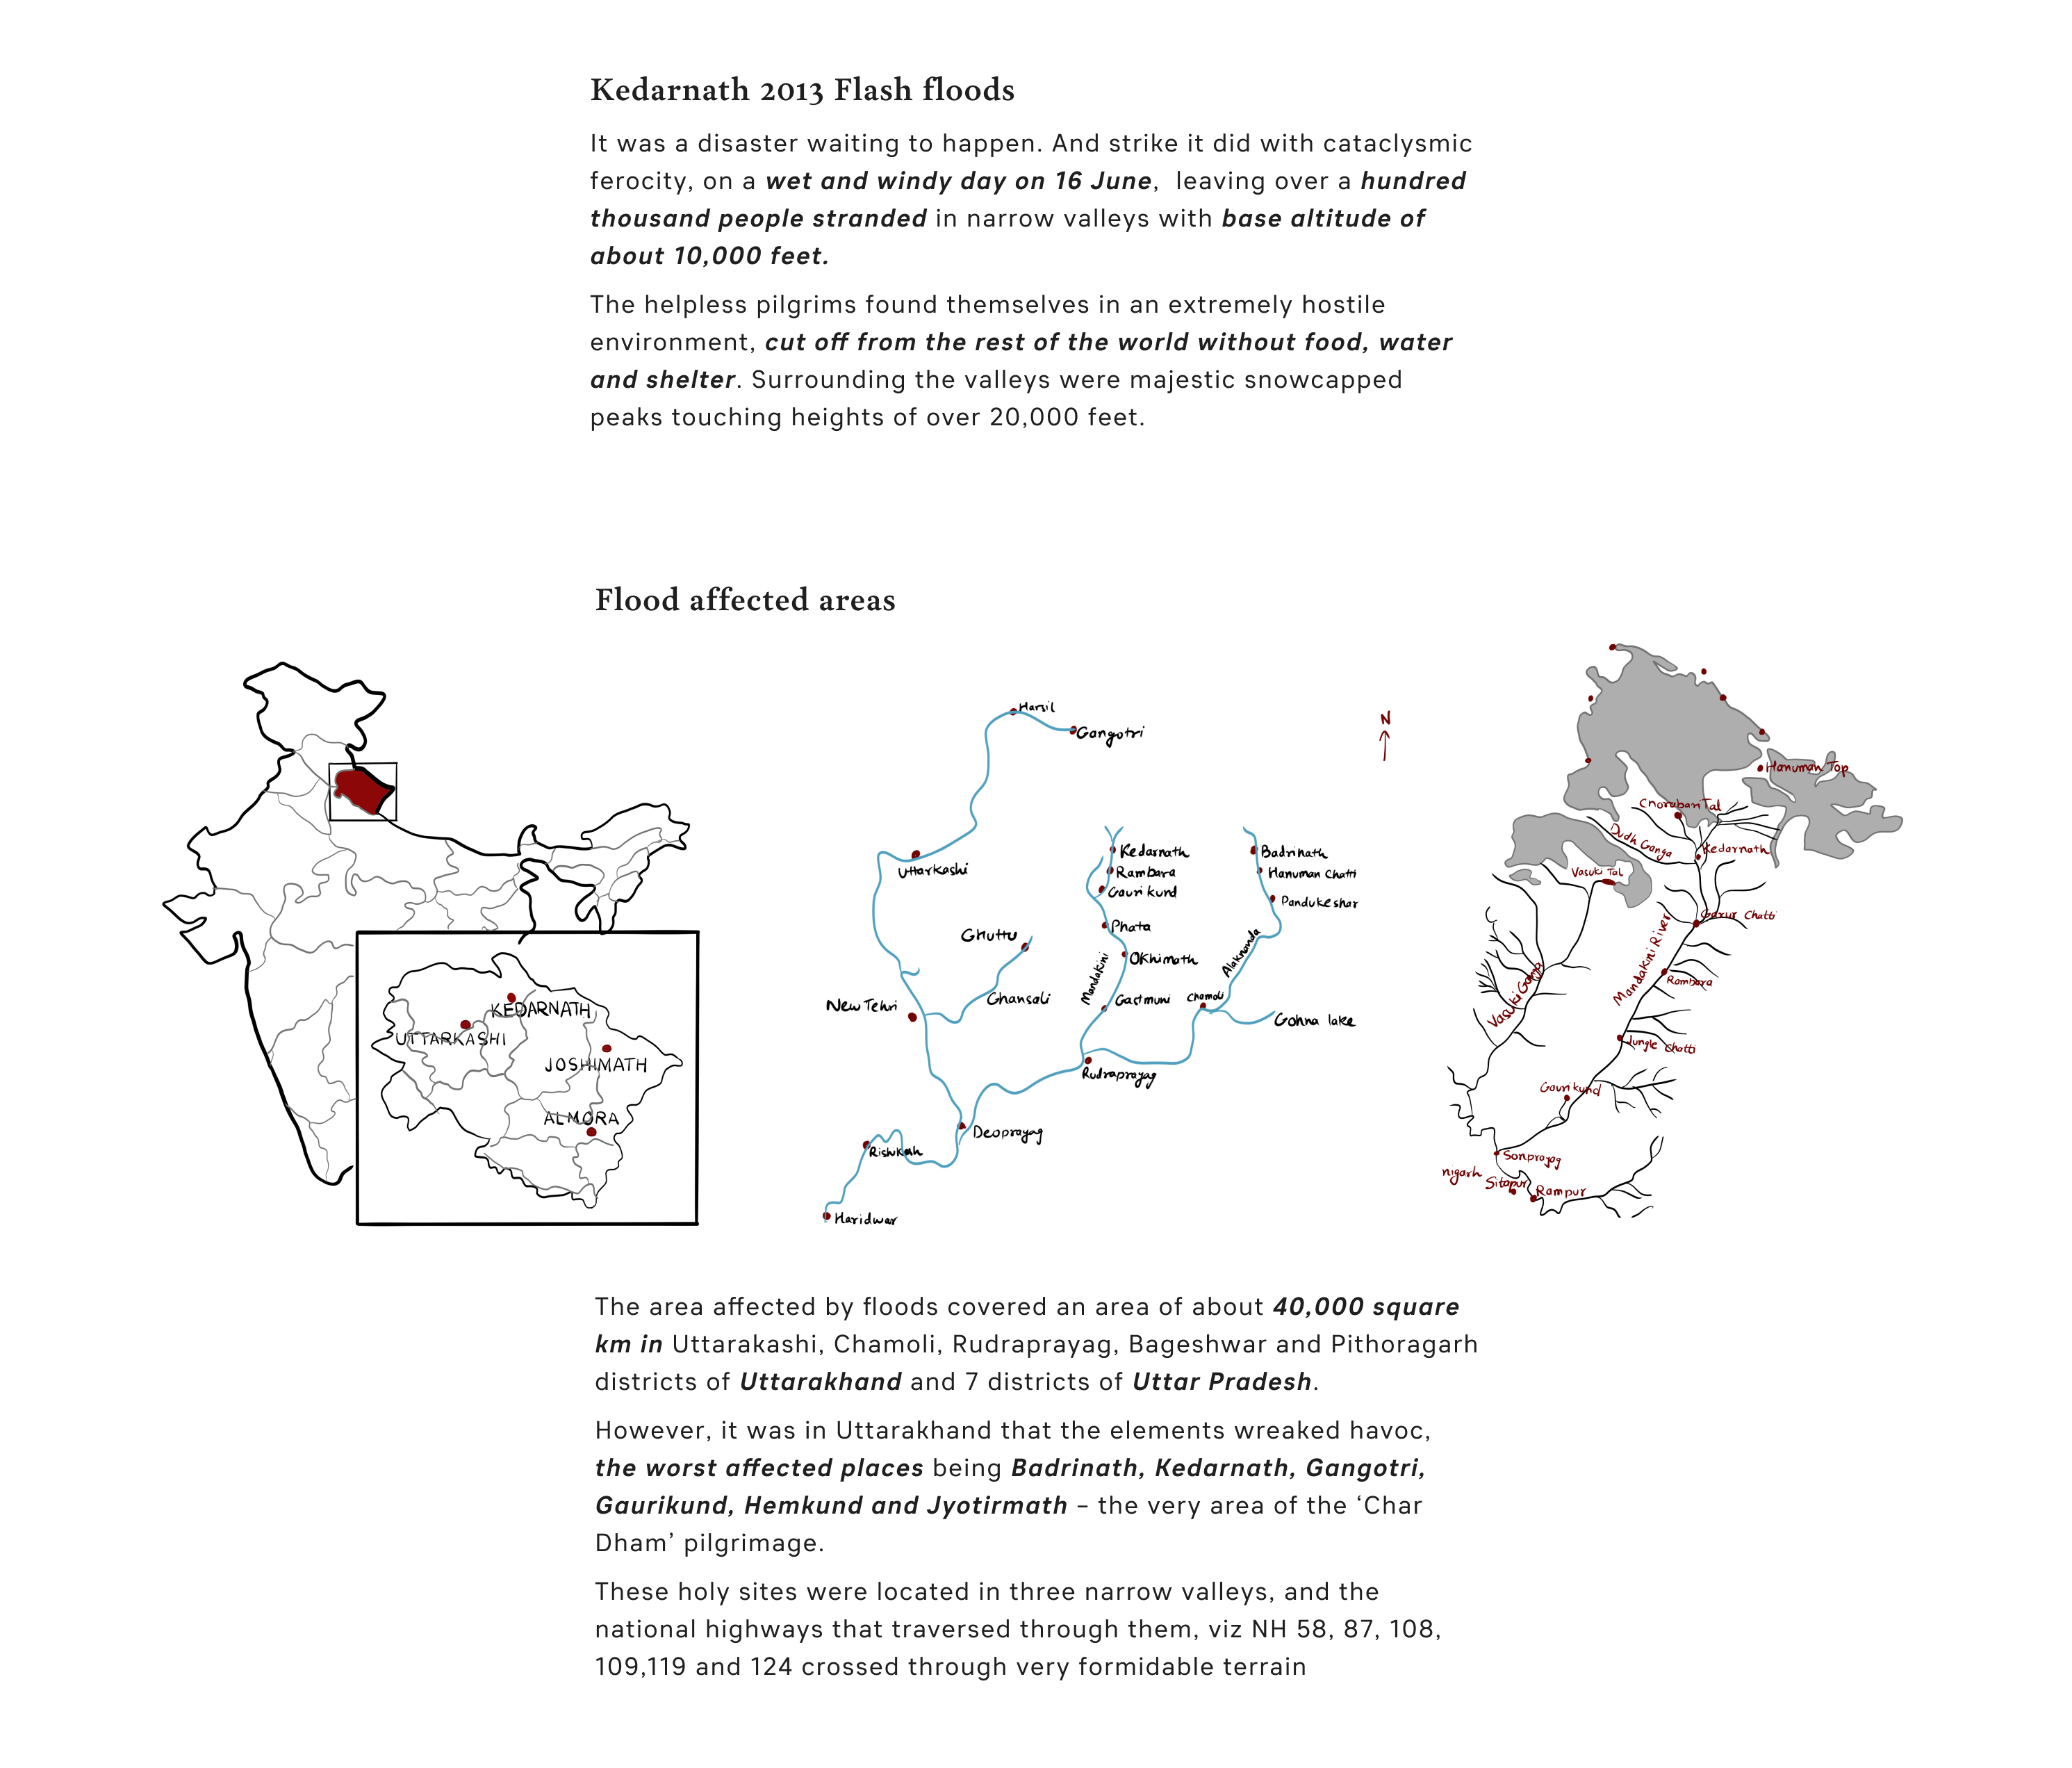 Kedarnath 2013 Flash floods
It was a disaster waiting to happen. And strike it did with cataclysmic
ferocity, on a wet and windy day on 16 June, leaving over a hundred
thousand people stranded in narrow valleys with base altitude of
about 10,000 feet.
The helpless pilgrims found themselves in an extremely hostile
environment, cut off from the rest of the world without food, water
and shelter. Surrounding the valleys were majestic snowcapped
peaks touching heights of over 20,000 feet.
Flood affected areas
KEDARNATH
UTTARKASHI
JOSHIMATH
ALMORA
Harsil
Gangotri
Uttarkashi
Kedarnath
Rambara
Gaurikund
Phata
Okhimath
Mandakini
Badrinath
Hanuman Chatti
Pandukeshar
Alaknanda
Ghuttu
Ghansali
New Tehri
Chamoli
Gohna lake
Rudraprayag
Deoprayag
Haridwar
N
Hanuman Top
Dudh Ganga
Kedarnath
Vasuki Tal
Garur Chatti
Mandakni River
Rambara
Vasuki Ganga
Jungle Chatti
Gaurikund
Sonprayag
nigarh
Sitapur
Rampur
The area affected by floods covered an area of about 40,000 square
km in Uttarakashi, Chamoli, Rudraprayag, Bageshwar and Pithoragarh
districts of Uttarakhand and 7 districts of Uttar Pradesh.
However, it was in Uttarakhand that the elements wreaked havoc,
the worst affected places being Badrinath, Kedarnath, Gangotri,
Gaurikund, Hemkund and Jyotirmath – the very area of the ‘Char
Dham’ pilgrimage.
These holy sites were located in three narrow valleys, and the
national highways that traversed through them, viz NH 58, 87, 108,
109,119 and 124 crossed through very formidable terrain